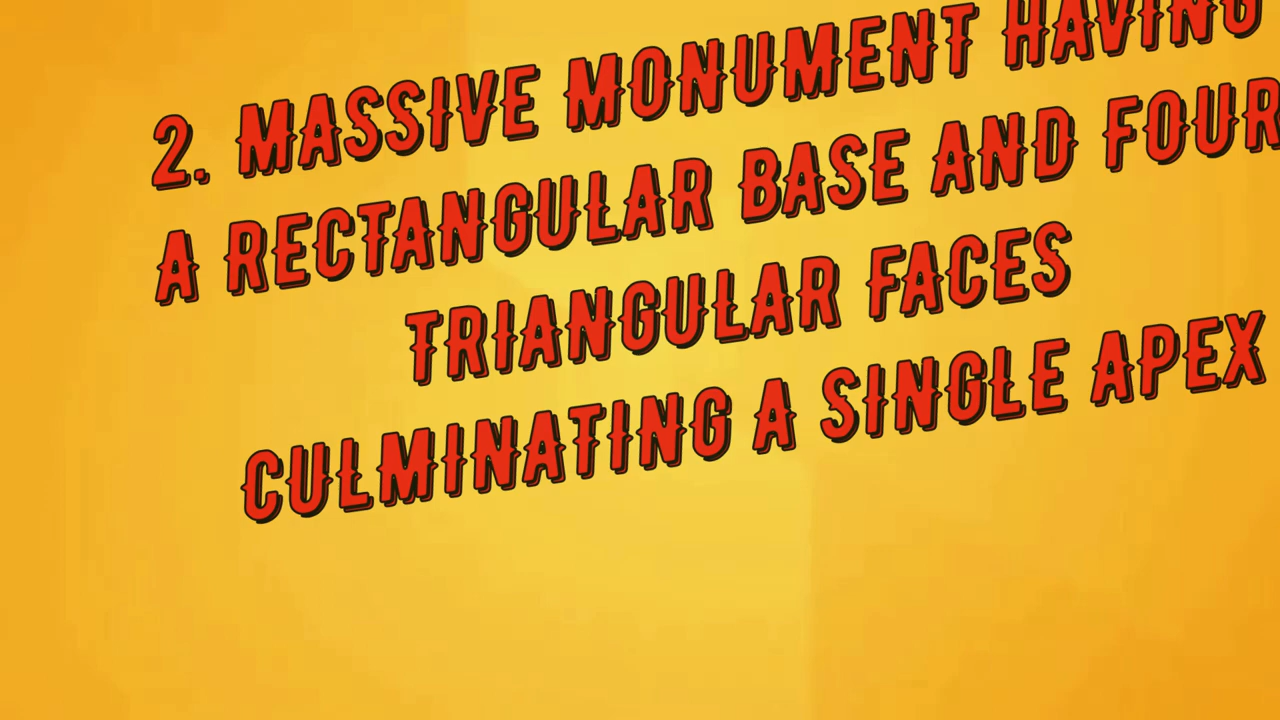 2. MASSIVE MONUMENT HAVING
A RECTANGULAR BASE AND FOUR
TRIANGULAR FACES
CULMINATING A SINGLE APEX